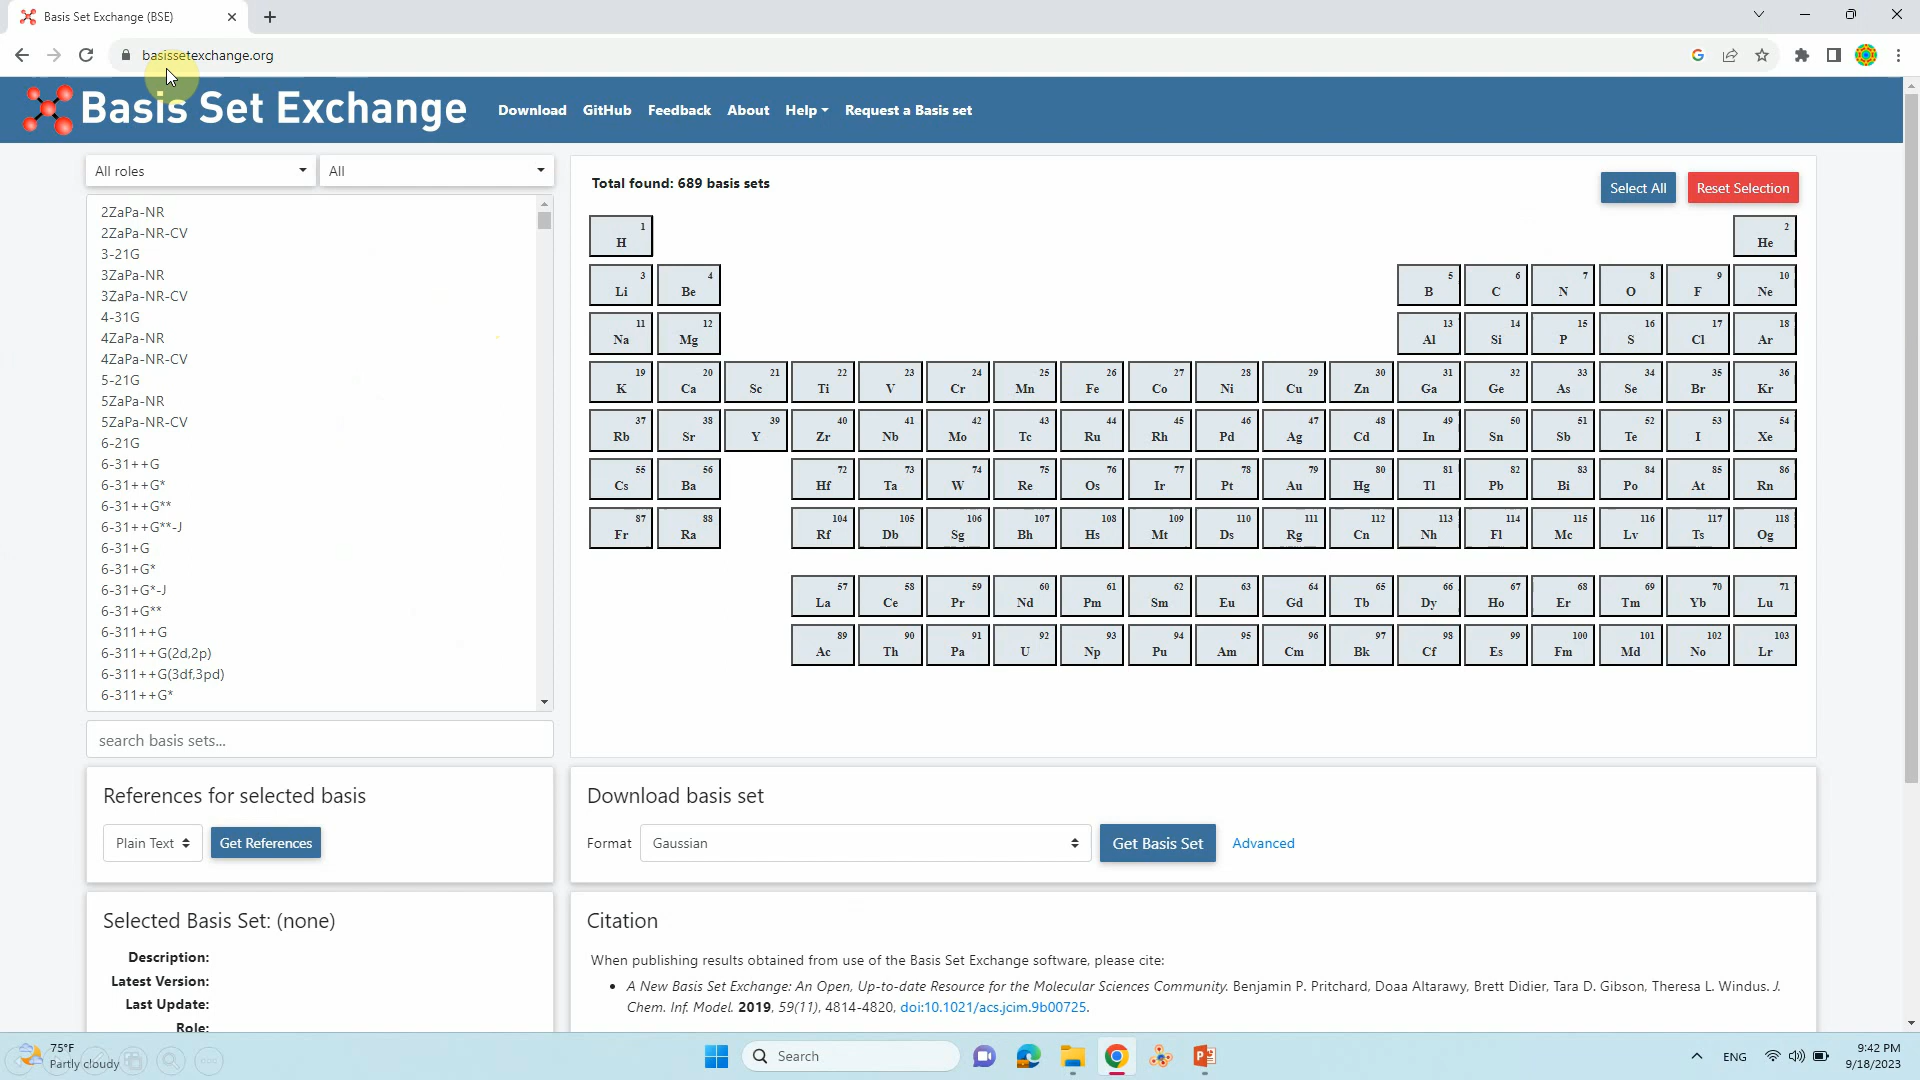 Basis Set Exchange (BSE)
basissetexchange.org
Basis Set Exchange
Download GitHub Feedback About Help Request a Basis set
All roles All
2ZaPa-NR
2ZaPa-NR-CV
3-21G
3ZaPa-NR
3ZaPa-NR-CV
4-31G
4ZaPa-NR
4ZaPa-NR-CV
5-21G
5ZaPa-NR
5ZaPa-NR-CV
6-21G
6-31++G
6-31++G*
6-31++G**
6-31++G**-J
6-31+G
6-31+G*
6-31+G*-J
6-31+G**
6-311++G
6-311++G(2d,2p)
6-311++G(3df,3pd)
6-311++G*
search basis sets...
Total found: 689 basis sets
Select All Reset Selection
1 H 2 He
3 Li 4 Be 5 B 6 C 7 N 8 O 9 F 10 Ne
11 Na 12 Mg 13 Al 14 Si 15 P 16 S 17 Cl 18 Ar
19 K 20 Ca 21 Sc 22 Ti 23 V 24 Cr 25 Mn 26 Fe 27 Co 28 Ni 29 Cu 30 Zn 31 Ga 32 Ge 33 As 34 Se 35 Br 36 Kr
37 Rb 38 Sr 39 Y 40 Zr 41 Nb 42 Mo 43 Tc 44 Ru 45 Rh 46 Pd 47 Ag 48 Cd 49 In 50 Sn 51 Sb 52 Te 53 I 54 Xe
55 Cs 56 Ba 72 Hf 73 Ta 74 W 75 Re 76 Os 77 Ir 78 Pt 79 Au 80 Hg 81 Tl 82 Pb 83 Bi 84 Po 85 At 86 Rn
87 Fr 88 Ra 104 Rf 105 Db 106 Sg 107 Bh 108 Hs 109 Mt 110 Ds 111 Rg 112 Cn 113 Nh 114 Fl 115 Mc 116 Lv 117 Ts 118 Og
57 La 58 Ce 59 Pr 60 Nd 61 Pm 62 Sm 63 Eu 64 Gd 65 Tb 66 Dy 67 Ho 68 Er 69 Tm 70 Yb 71 Lu
89 Ac 90 Th 91 Pa 92 U 93 Np 94 Pu 95 Am 96 Cm 97 Bk 98 Cf 99 Es 100 Fm 101 Md 102 No 103 Lr
References for selected basis
Plain Text Get References
Download basis set
Format Gaussian Get Basis Set Advanced
Selected Basis Set: (none)
Description:
Latest Version:
Last Update:
Role:
Citation
When publishing results obtained from use of the Basis Set Exchange software, please cite:
• A New Basis Set Exchange: An Open, Up-to-date Resource for the Molecular Sciences Community. Benjamin P. Pritchard, Doaa Altarawy, Brett Didier, Tara D. Gibson, Theresa L. Windus. J.
Chem. Inf. Model. 2019, 59(11), 4814-4820, doi:10.1021/acs.jcim.9b00725.
75°F
Partly cloudy
Search
ENG
9:42 PM
9/18/2023